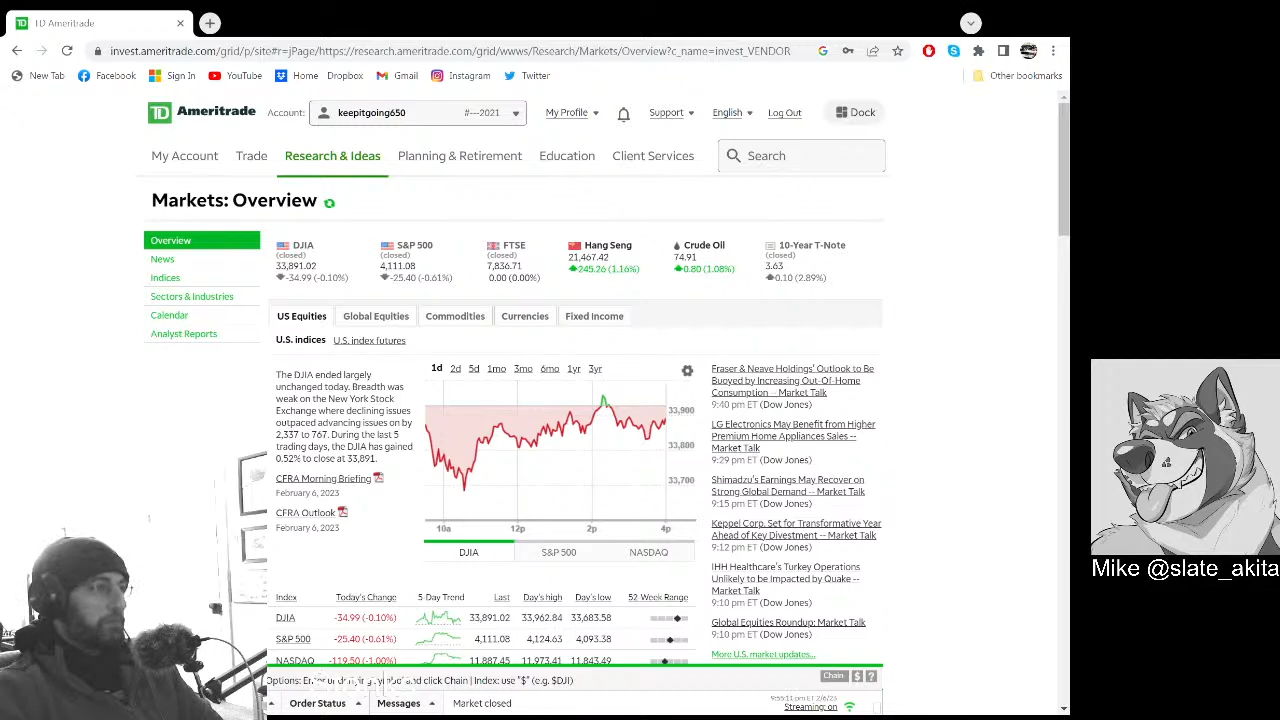 TD Ameritrade
invest.ameritrade.com/grid/p/site#r=jPage/https://research.ameritrade.com/grid/wwws/Research/Markets/Overview?c_name=invest_VENDOR
New Tab Facebook Sign In YouTube Home Dropbox Gmail Instagram Twitter Other bookmarks
TD Ameritrade Account: keepitgoing650 #---2021 My Profile Support English Log Out Dock
My Account Trade Research & Ideas Planning & Retirement Education Client Services Search
Markets: Overview
Overview
News
Indices
Sectors & Industries
Calendar
Analyst Reports
DJIA
(closed)
33,891.02
-34.99 (-0.10%)
S&P 500
(closed)
4,111.08
-25.40 (-0.61%)
FTSE
(closed)
7,836.71
0.00 (0.00%)
Hang Seng
21,467.42
245.26 (1.16%)
Crude Oil
74.91
0.80 (1.08%)
10-Year T-Note
(closed)
3.63
0.10 (2.89%)
US Equities Global Equities Commodities Currencies Fixed Income
U.S. indices U.S. index futures
The DJIA ended largely
unchanged today. Breadth was
weak on the New York Stock
Exchange where declining issues
outpaced advancing issues on by
2,337 to 767. During the last 5
trading days, the DJIA has gained
0.52% to close at 33,891.
CFRA Morning Briefing
February 6, 2023
CFRA Outlook
February 6, 2023
1d 2d 5d 1mo 3mo 6mo 1yr 3yr
33,900
33,800
33,700
10a 12p 2p 4p
DJIA S&P 500 NASDAQ
Fraser & Neave Holdings' Outlook to Be
Buoyed by Increasing Out-Of-Home
Consumption -- Market Talk
9:40 pm ET (Dow Jones)
LG Electronics May Benefit from Higher
Premium Home Appliances Sales --
Market Talk
9:29 pm ET (Dow Jones)
Shimadzu's Earnings May Recover on
Strong Global Demand -- Market Talk
9:15 pm ET (Dow Jones)
Keppel Corp. Set for Transformative Year
Ahead of Key Divestment -- Market Talk
9:12 pm ET (Dow Jones)
IHH Healthcare's Turkey Operations
Unlikely to be Impacted by Quake --
Market Talk
9:10 pm ET (Dow Jones)
Global Equities Roundup: Market Talk
9:10 pm ET (Dow Jones)
More U.S. market updates...
Index Today's Change 5-Day Trend Last Day's high Day's low 52-Week Range
DJIA -34.99 (-0.10%) 33,891.02 33,962.84 33,683.58
S&P 500 -25.40 (-0.61%) 4,111.08 4,124.63 4,093.38
NASDAQ -119.50 (-1.00%) 11,887.45 11,973.41 11,843.49
Options: Enter underlying symbol and click Chain | Index: use "$" (e.g. $DJI) Chain $ ?
Order Status Messages Market closed
9:55:11 pm ET 2/6/23
Streaming: on
Mike @slate_akita